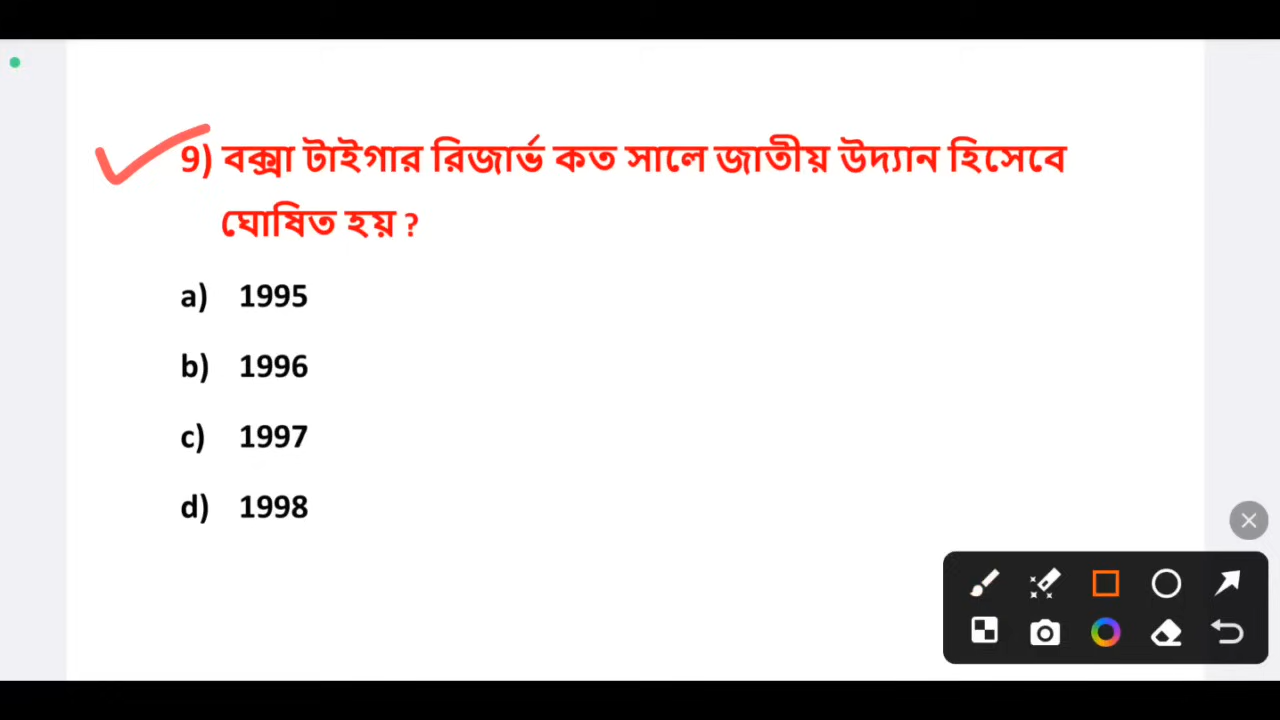 9) বক্সা টাইগার রিজার্ভ কত সালে জাতীয় উদ্যান হিসেবে
ঘোষিত হয় ?
a) 1995
b) 1996
c) 1997
d) 1998